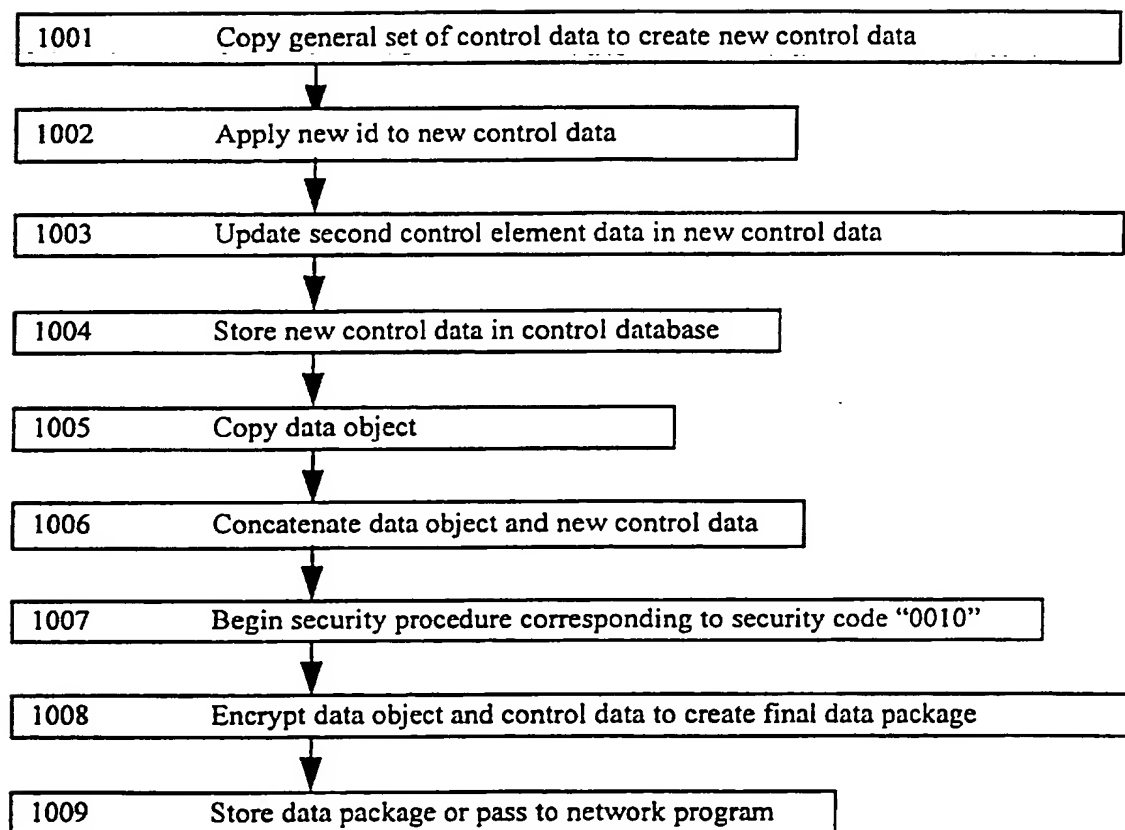 1001 Copy general set of control data to create new control data
1002 Apply new id to new control data
1003 Update second control element data in new control data
1004 Store new control data in control database
1005 Copy data object
1006 Concatenate data object and new control data
1007 Begin security procedure corresponding to security code “0010”
1008 Encrypt data object and control data to create final data package
1009 Store data package or pass to network program